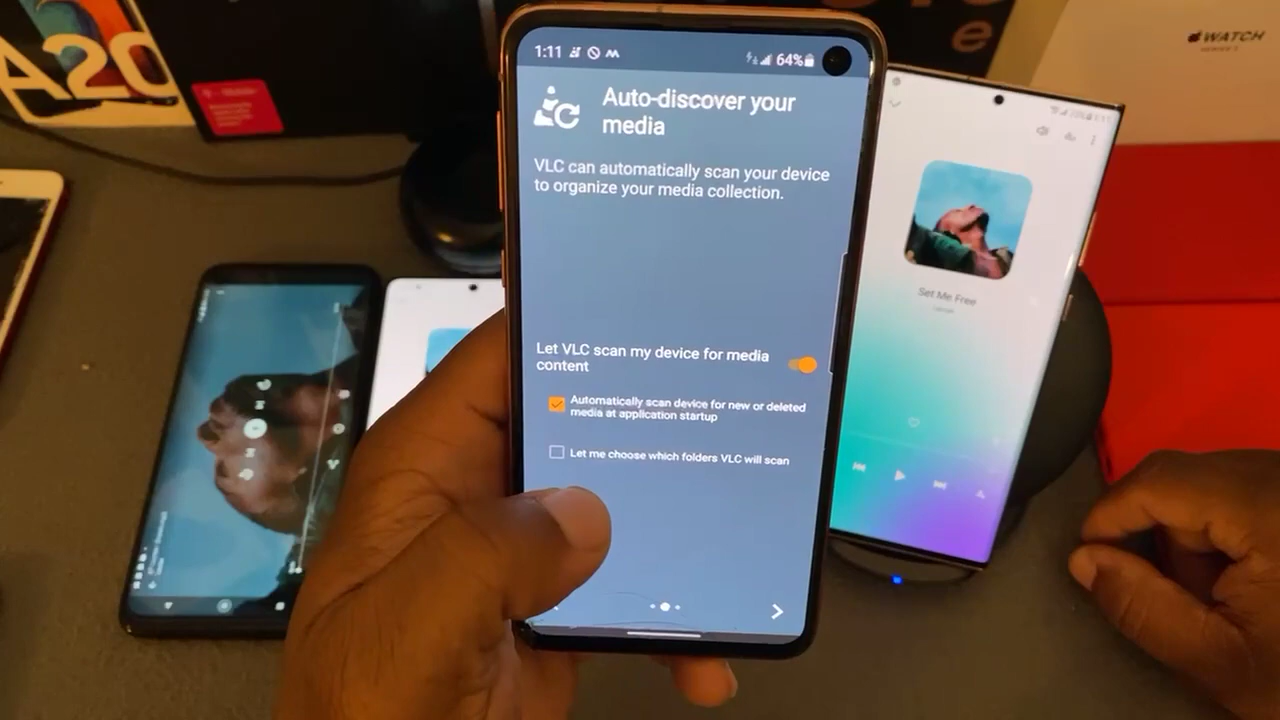 A20
e
WATCH
1:11
64%
Auto-discover your
media
VLC can automatically scan your device
to organize your media collection.
Let VLC scan my device for media
content
Automatically scan device for new or deleted
media at application startup
Let me choose which folders VLC will scan
Set Me Free